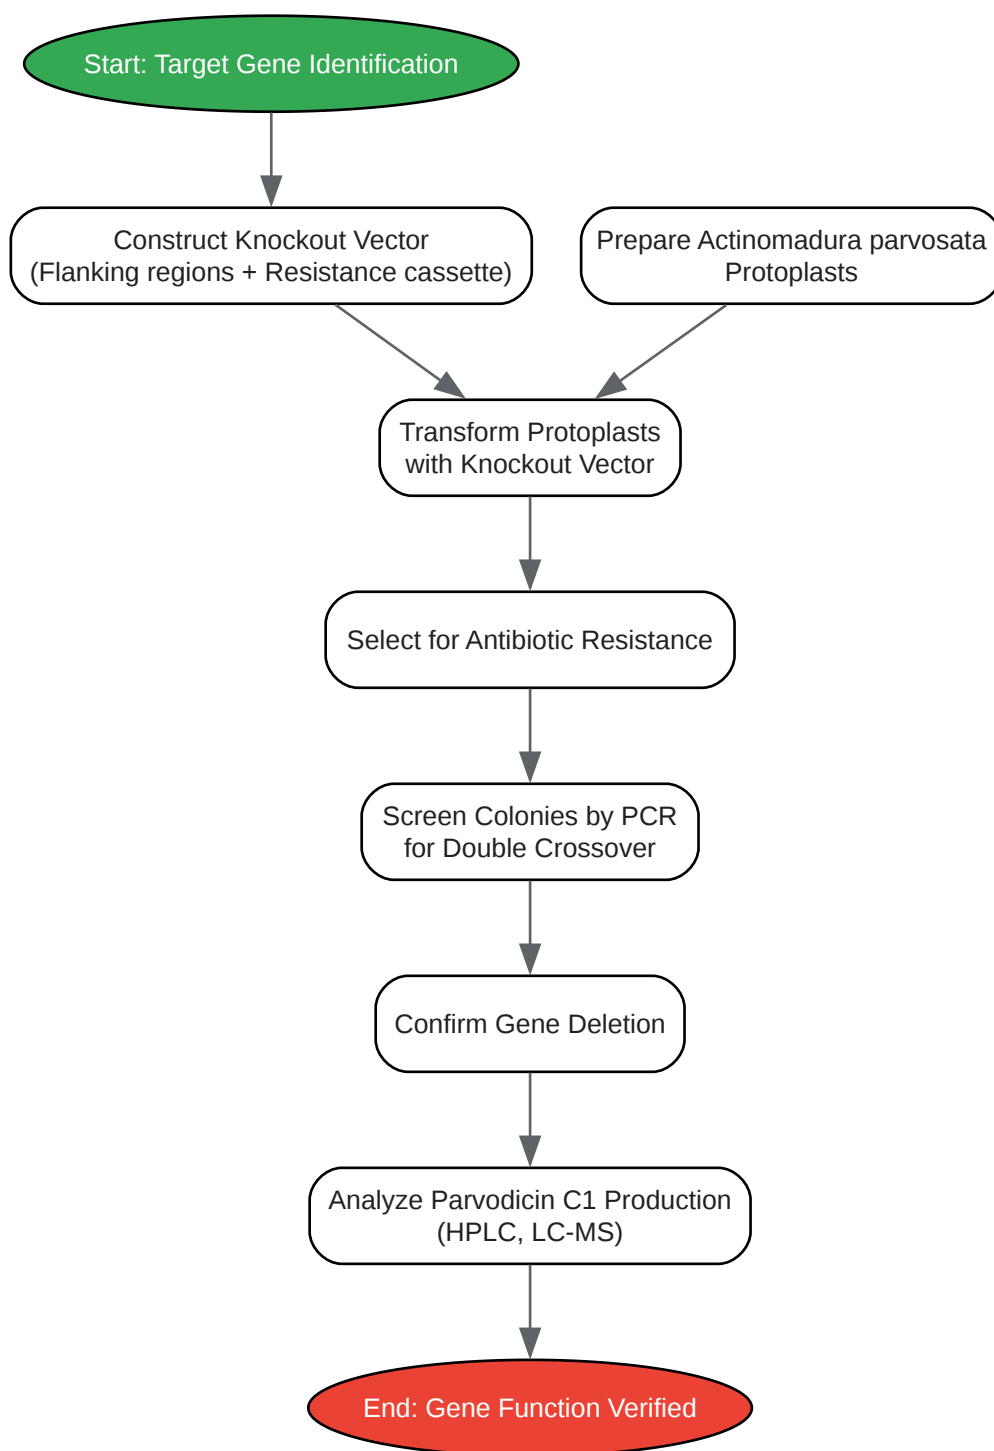 Start: Target Gene Identification
Construct Knockout Vector
(Flanking regions + Resistance cassette)
Prepare Actinomadura parvosata
Protoplasts
Transform Protoplasts
with Knockout Vector
Select for Antibiotic Resistance
Screen Colonies by PCR
for Double Crossover
Confirm Gene Deletion
Analyze Parvodicin C1 Production
(HPLC, LC-MS)
End: Gene Function Verified